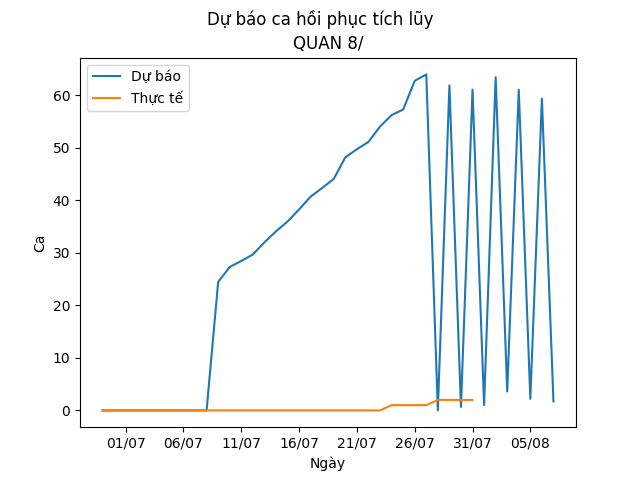 Dự báo ca hồi phục tích lũy
QUAN 8/
Dự báo
Thực tế
60
50
40
30
20
10
0
Ca
01/07 06/07 11/07 16/07 21/07 26/07 31/07 05/08
Ngày